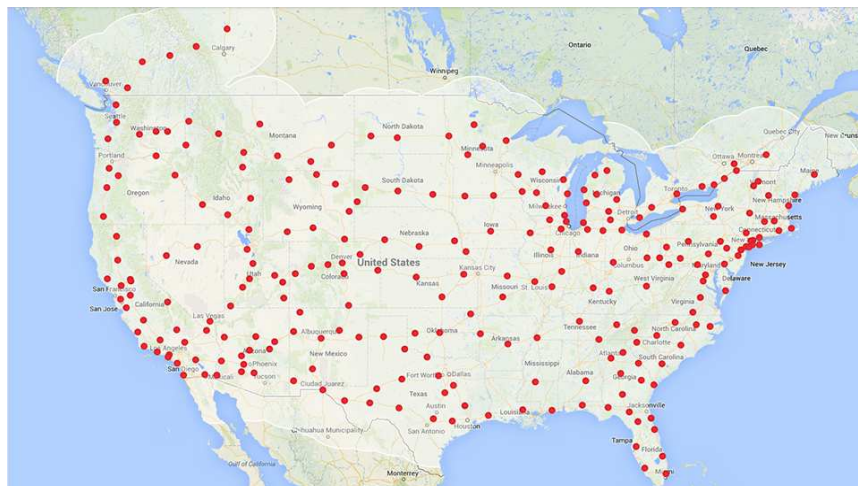 Calgary
Ontario
Quebec
Winnipeg
Vancouver
Seattle
Washington
Quebec City
North Dakota
Montana
Minnesota
Ottawa
Montreal
Maine
Portland
Minneapolis
Wisconsin
South Dakota
Toronto
Vermont
Oregon
Idaho
Michigan
New Hampshire
Wyoming
Milwaukee
Detroit
New York
Massachusetts
Chicago
Connecticut
Nebraska
Iowa
Nevada
Illinois
Indiana
Ohio
Pennsylvania
New
Utah
Denver
United States
Kansas City
Columbus
Maryland
New Jersey
Colorado
Kansas
Missouri
St. Louis
West Virginia
Delaware
San Francisco
California
Kentucky
Virginia
San Jose
Las Vegas
Albuquerque
Oklahoma
Tennessee
North Carolina
Los Angeles
Arkansas
Charlotte
Arizona
New Mexico
Atlanta
South Carolina
Phoenix
Mississippi
San Diego
Mexicali
Tucson
Fort Worth
Dallas
Alabama
Georgia
Ciudad Juarez
Austin
Louisiana
Jacksonville
Houston
San Antonio
Chihuahua Municipality
Tampa
Florida
Gulf of California
Monterrey
Miami